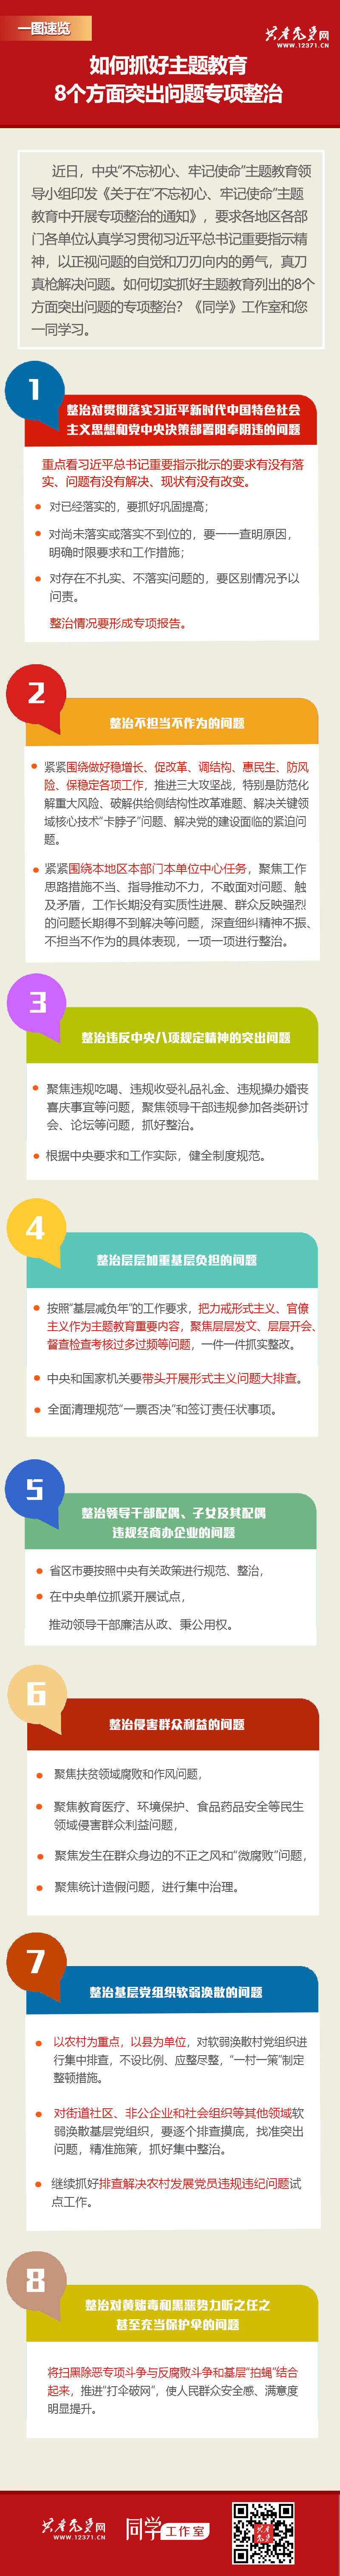 一图速览
共产党员网
WWW.12371.CN
如何抓好主题教育
8个方面突出问题专项整治
近日，中央“不忘初心、牢记使命”主题教育领
导小组印发《关于在“不忘初心、牢记使命”主题
教育中开展专项整治的通知》，要求各地区各部
门各单位认真学习贯彻习近平总书记重要指示精
神，以正视问题的自觉和刀刃向内的勇气，真刀
真枪解决问题。如何切实抓好主题教育列出的8个
方面突出问题的专项整治？《同学》工作室和您
一同学习。
1
整治对贯彻落实习近平新时代中国特色社会
主义思想和党中央决策部署阳奉阴违的问题
重点看习近平总书记重要指示批示的要求有没有落
实、问题有没有解决、现状有没有改变。
对已经落实的，要抓好巩固提高；
对尚未落实或落实不到位的，要一一查明原因，
明确时限要求和工作措施；
对存在不扎实、不落实问题的，要区别情况予以
问责。
整治情况要形成专项报告。
2
整治不担当不作为的问题
紧紧围绕做好稳增长、促改革、调结构、惠民生、防风
险、保稳定各项工作，推进三大攻坚战，特别是防范化
解重大风险、破解供给侧结构性改革难题、解决关键领
域核心技术“卡脖子”问题、解决党的建设面临的紧迫问
题。
紧紧围绕本地区本部门本单位中心任务，聚焦工作
思路措施不当、指导推动不力，不敢面对问题、触
及矛盾，工作长期没有实质性进展、群众反映强烈
的问题长期得不到解决等问题，深查细纠精神不振、
不担当不作为的具体表现，一项一项进行整治。
3
整治违反中央八项规定精神的突出问题
聚焦违规吃喝、违规收受礼品礼金、违规操办婚丧
喜庆事宜等问题，聚焦领导干部违规参加各类研讨
会、论坛等问题，抓好整治。
根据中央要求和工作实际，健全制度规范。
4
整治层层加重基层负担的问题
按照“基层减负年”的工作要求，把力戒形式主义、官僚
主义作为主题教育重要内容，聚焦层层发文、层层开会、
督查检查考核过多过频等问题，一件一件抓实整改。
中央和国家机关要带头开展形式主义问题大排查。
全面清理规范“一票否决”和签订责任状事项。
5
整治领导干部配偶、子女及其配偶
违规经商办企业的问题
省区市要按照中央有关政策进行规范、整治，
在中央单位抓紧开展试点，
推动领导干部廉洁从政、秉公用权。
6
整治侵害群众利益的问题
聚焦扶贫领域腐败和作风问题，
聚焦教育医疗、环境保护、食品药品安全等民生
领域侵害群众利益问题，
聚焦发生在群众身边的不正之风和“微腐败”问题，
聚焦统计造假问题，进行集中治理。
7
整治基层党组织软弱涣散的问题
以农村为重点，以县为单位，对软弱涣散村党组织进
行集中排查，不设比例、应整尽整，“一村一策”制定
整顿措施。
对街道社区、非公企业和社会组织等其他领域软
弱涣散基层党组织，要逐个排查摸底，找准突出
问题，精准施策，抓好集中整治。
继续抓好排查解决农村发展党员违规违纪问题试
点工作。
8
整治对黄赌毒和黑恶势力听之任之
甚至充当保护伞的问题
将扫黑除恶专项斗争与反腐败斗争和基层“拍蝇”结合
起来，推进“打伞破网”，使人民群众安全感、满意度
明显提升。
共产党员网
WWW.12371.CN
同学工作室
共产党员